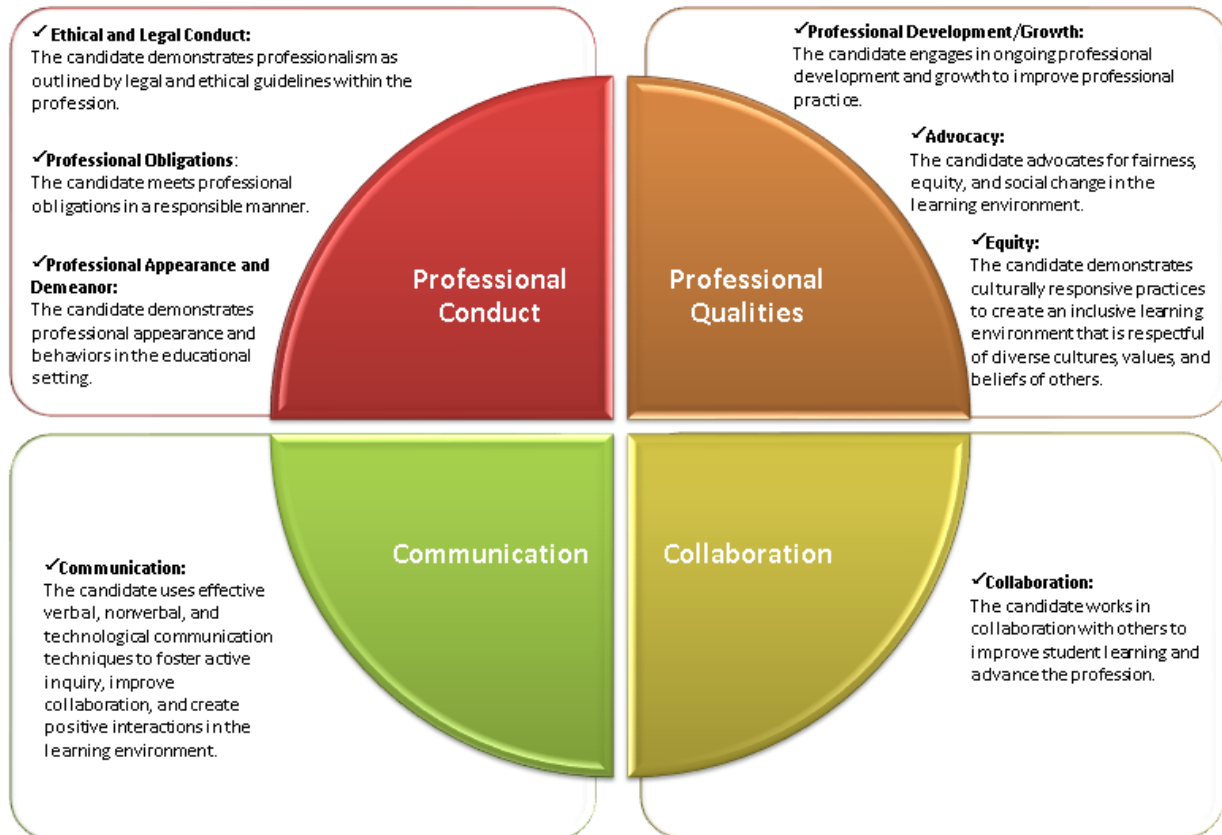 ✓ Ethical and Legal Conduct:
The candidate demonstrates professionalism as
outlined by legal and ethical guidelines within the
profession.
✓Professional Obligations:
The candidate meets professional
obligations in a responsible manner.
✓Professional Appearance and
Demeanor:
The candidate demonstrates
professional appearance and
behaviors in the educational
setting.
Professional
Conduct
✓Professional Development/Growth:
The candidate engages in ongoing professional
development and growth to improve professional
practice.
✓Advocacy:
The candidate advocates for fairness,
equity, and social change in the
learning environment.
✓Equity:
The candidate demonstrates
culturally responsive practices
to create an inclusive learning
environment that is respectful
of diverse cultures, values, and
beliefs of others.
Professional
Qualities
✓Communication:
The candidate uses effective
verbal, nonverbal, and
technological communication
techniques to foster active
inquiry, improve
collaboration, and create
positive interactions in the
learning environment.
Communication
Collaboration
✓Collaboration:
The candidate works in
collaboration with others to
improve student learning and
advance the profession.